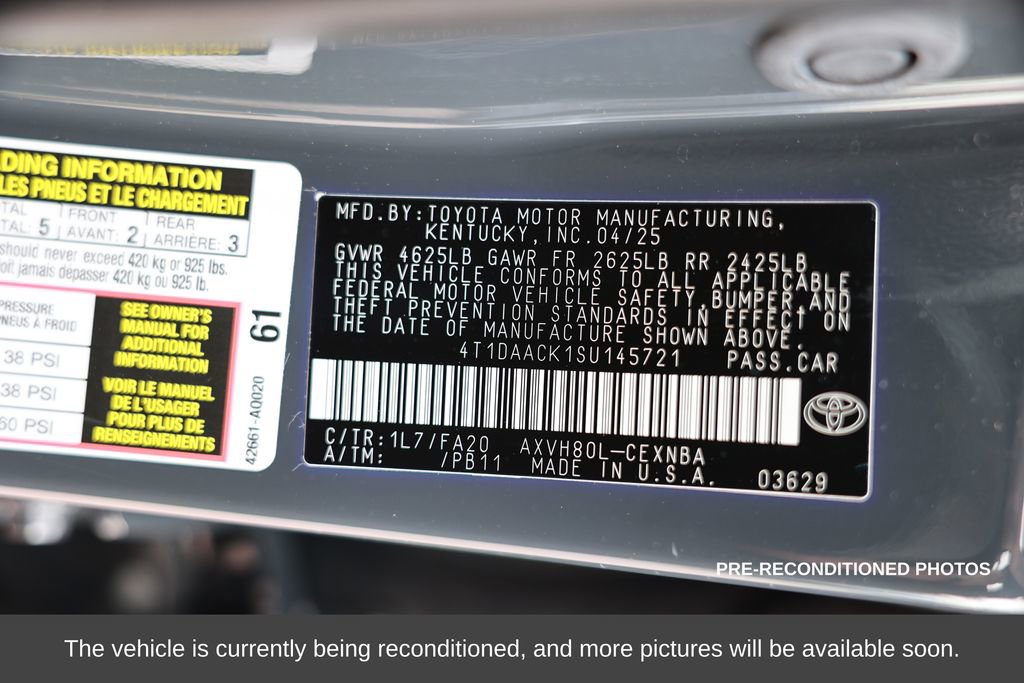 DING INFORMATION
LES PNEUS ET LE CHARGEMENT
TAL FRONT REAR
TAL: 5 AVANT: 2 ARRIÈRE: 3
should never exceed 420 kg or 925 lbs.
jamais dépasser 420 kg ou 925 lb.
PRESSURE
PNEUS À FROID
38 PSI
38 PSI
60 PSI
SEE OWNER'S
MANUAL FOR
ADDITIONAL
INFORMATION
VOIR LE MANUEL
DE L'USAGER
POUR PLUS DE
RENSEIGNEMENTS
61
42661-A0020
MFD.BY:TOYOTA MOTOR MANUFACTURING,
KENTUCKY,INC.04/25
GVWR 4625LB GAWR FR 2625LB RR 2425LB
THIS VEHICLE CONFORMS TO ALL APPLICABLE
FEDERAL MOTOR VEHICLE SAFETY,BUMPER,AND
THEFT PREVENTION STANDARDS IN EFFECT ON
THE DATE OF MANUFACTURE SHOWN ABOVE.
4T1DAACK1SU145721 PASS.CAR
C/TR:1L7/FA20 AXVH80L-CEXNBA
A/TM: /PB11 MADE IN U.S.A. 03629
PRE-RECONDITIONED PHOTOS
The vehicle is currently being reconditioned, and more pictures will be available soon.